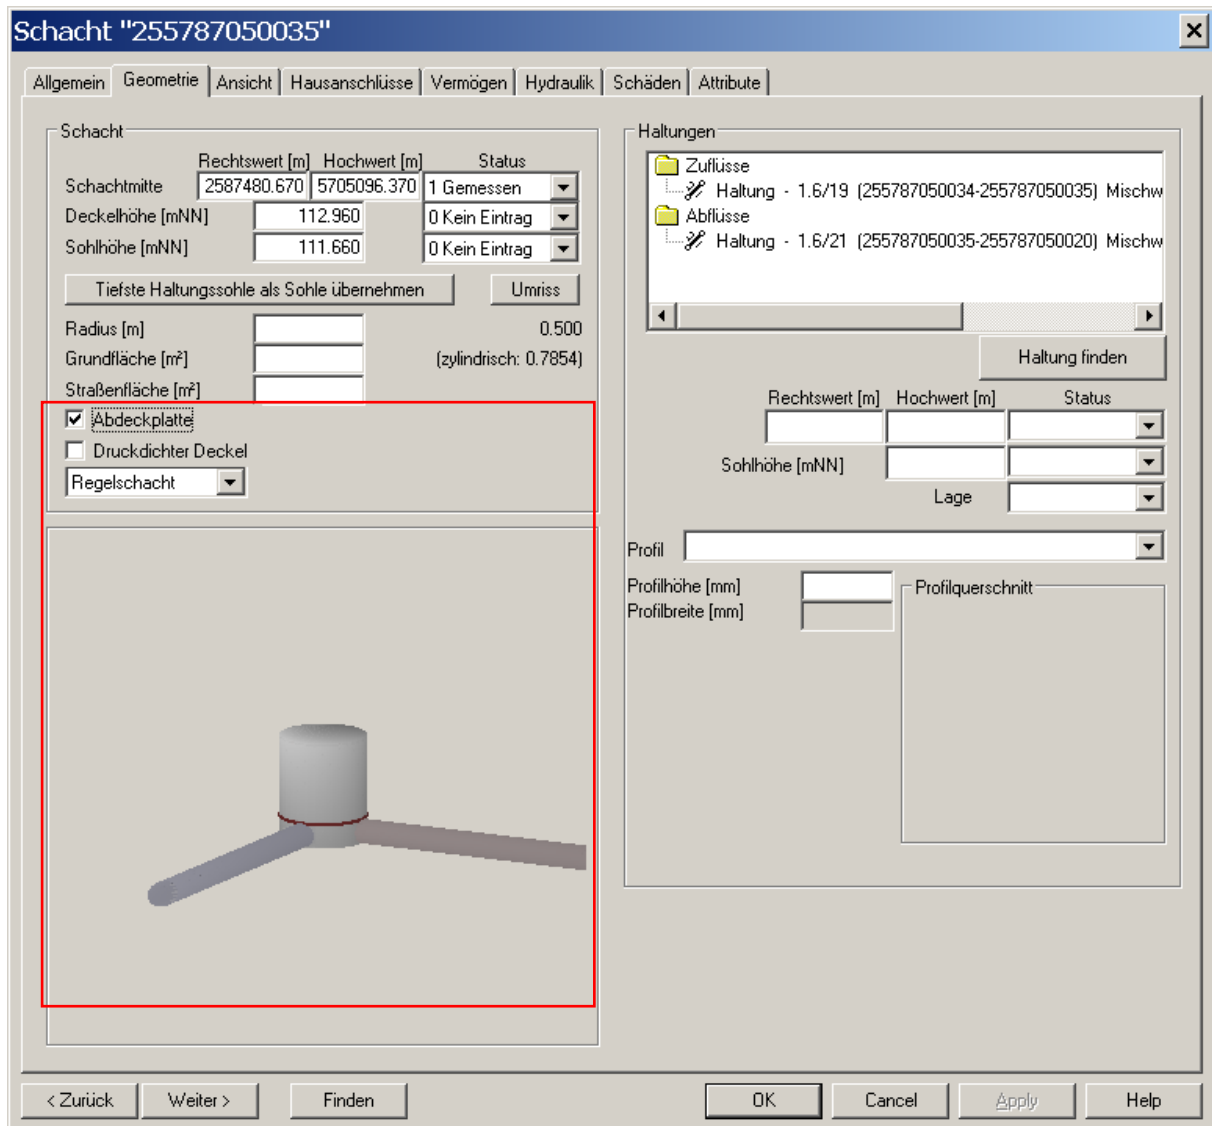 Schacht "255787050035"
Allgemein Geometrie Ansicht Hausanschlüsse Vermögen Hydraulik Schäden Attribute
Schacht
Rechtswert [m] Hochwert [m] Status
Schachtmitte 2587480.670 5705096.370 1 Gemessen
Deckelhöhe [mNN] 112.960 0 Kein Eintrag
Sohlhöhe [mNN] 111.660 0 Kein Eintrag
Tiefste Haltungssohle als Sohle übernehmen Umriss
Radius [m] 0.500
Grundfläche [m²] (zylindrisch: 0.7854)
Straßenfläche [m²]
Abdeckplatte
Druckdichter Deckel
Regelschacht
Haltungen
Zuflüsse
Haltung - 1.6/19 (255787050034-255787050035) Mischw
Abflüsse
Haltung - 1.6/21 (255787050035-255787050020) Mischw
Haltung finden
Rechtswert [m] Hochwert [m] Status
Sohlhöhe [mNN]
Lage
Profil
Profilhöhe [mm]
Profilbreite [mm]
Profilquerschnitt
< Zurück Weiter > Finden OK Cancel Apply Help